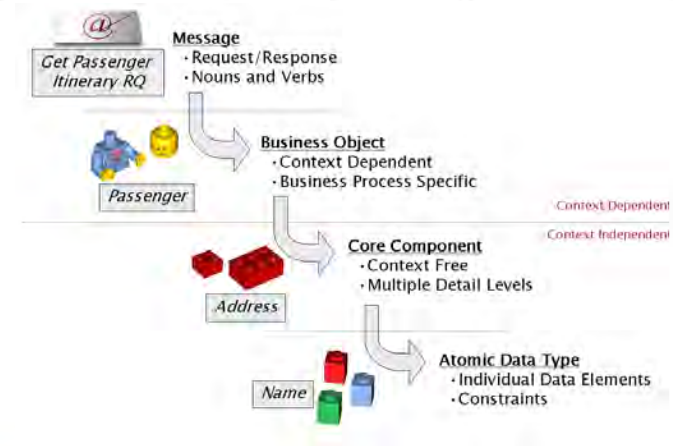 @
Message
· Request/Response
· Nouns and Verbs
Get Passenger
Itinerary RQ
Business Object
· Context Dependent
· Business Process Specific
Passenger
Context Dependent
Context Independent
Core Component
· Context Free
· Multiple Detail Levels
Address
Atomic Data Type
· Individual Data Elements
· Constraints
Name